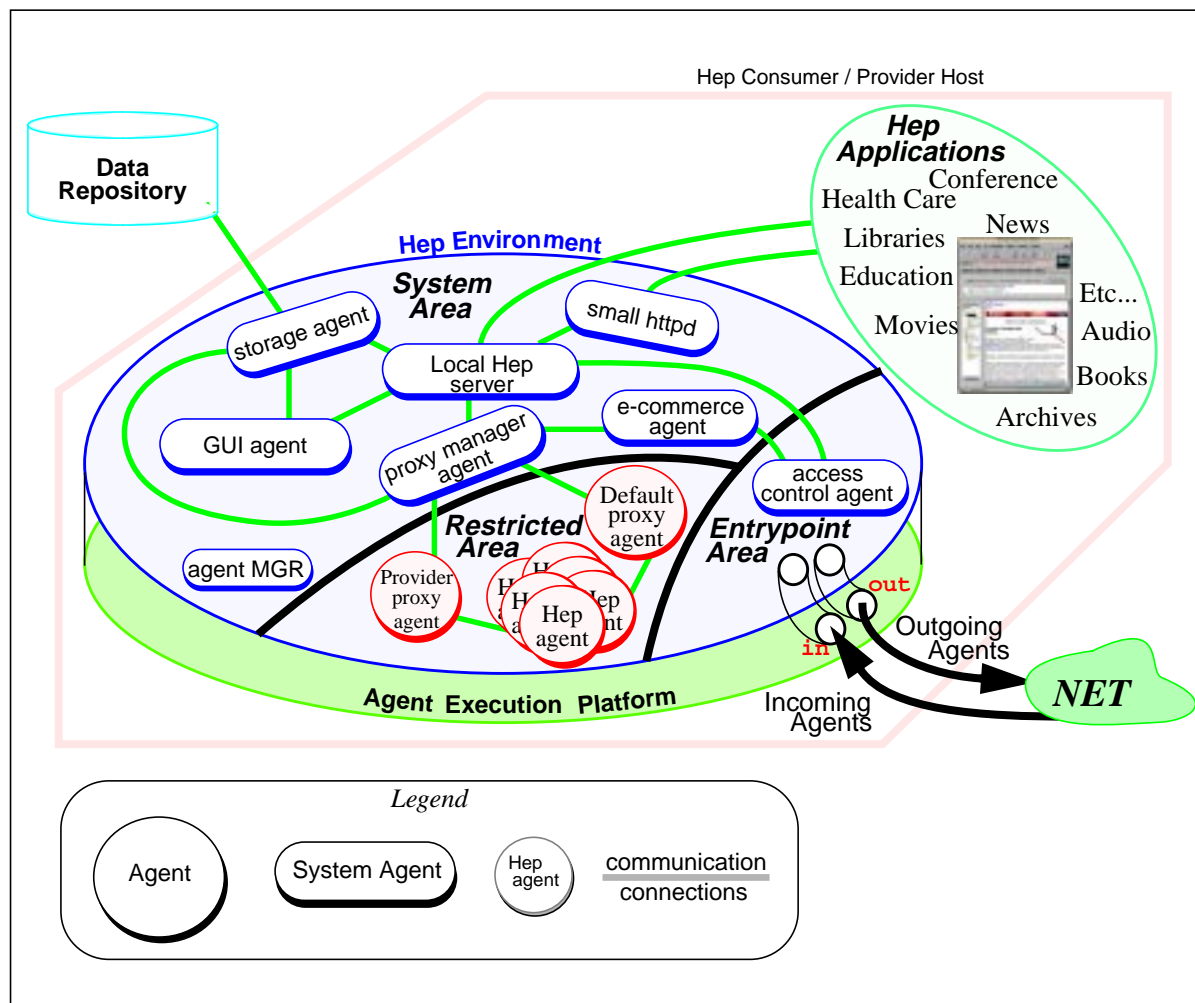 Hep Consumer / Provider Host
Data
Repository
Hep
Applications
Conference
Health Care
News
Libraries
Education
Etc...
Movies
Audio
Books
Archives
Hep Environment
System
Area
storage agent
small httpd
Local Hep
server
GUI agent
proxy manager
agent
e-commerce
agent
access
control agent
Default
proxy
agent
Restricted
Area
Entrypoint
Area
agent MGR
Provider
proxy
agent
Hep
agent
out
in
Outgoing
Agents
Incoming
Agents
NET
Agent Execution Platform
Legend
Agent
System Agent
Hep
agent
communication
connections